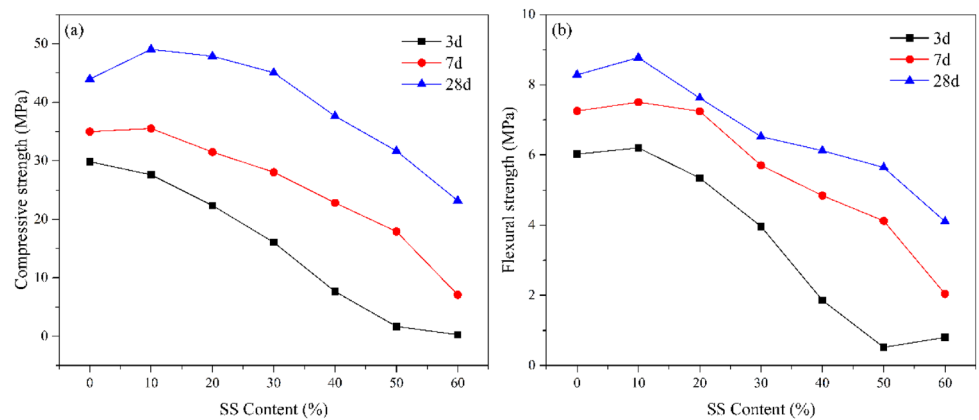 (a)
3d
7d
28d
Compressive strength (MPa)
50
40
30
20
10
0
0 10 20 30 40 50 60
SS Content (%)
(b)
3d
7d
28d
Flexural strength (MPa)
10
8
6
4
2
0
0 10 20 30 40 50 60
SS Content (%)